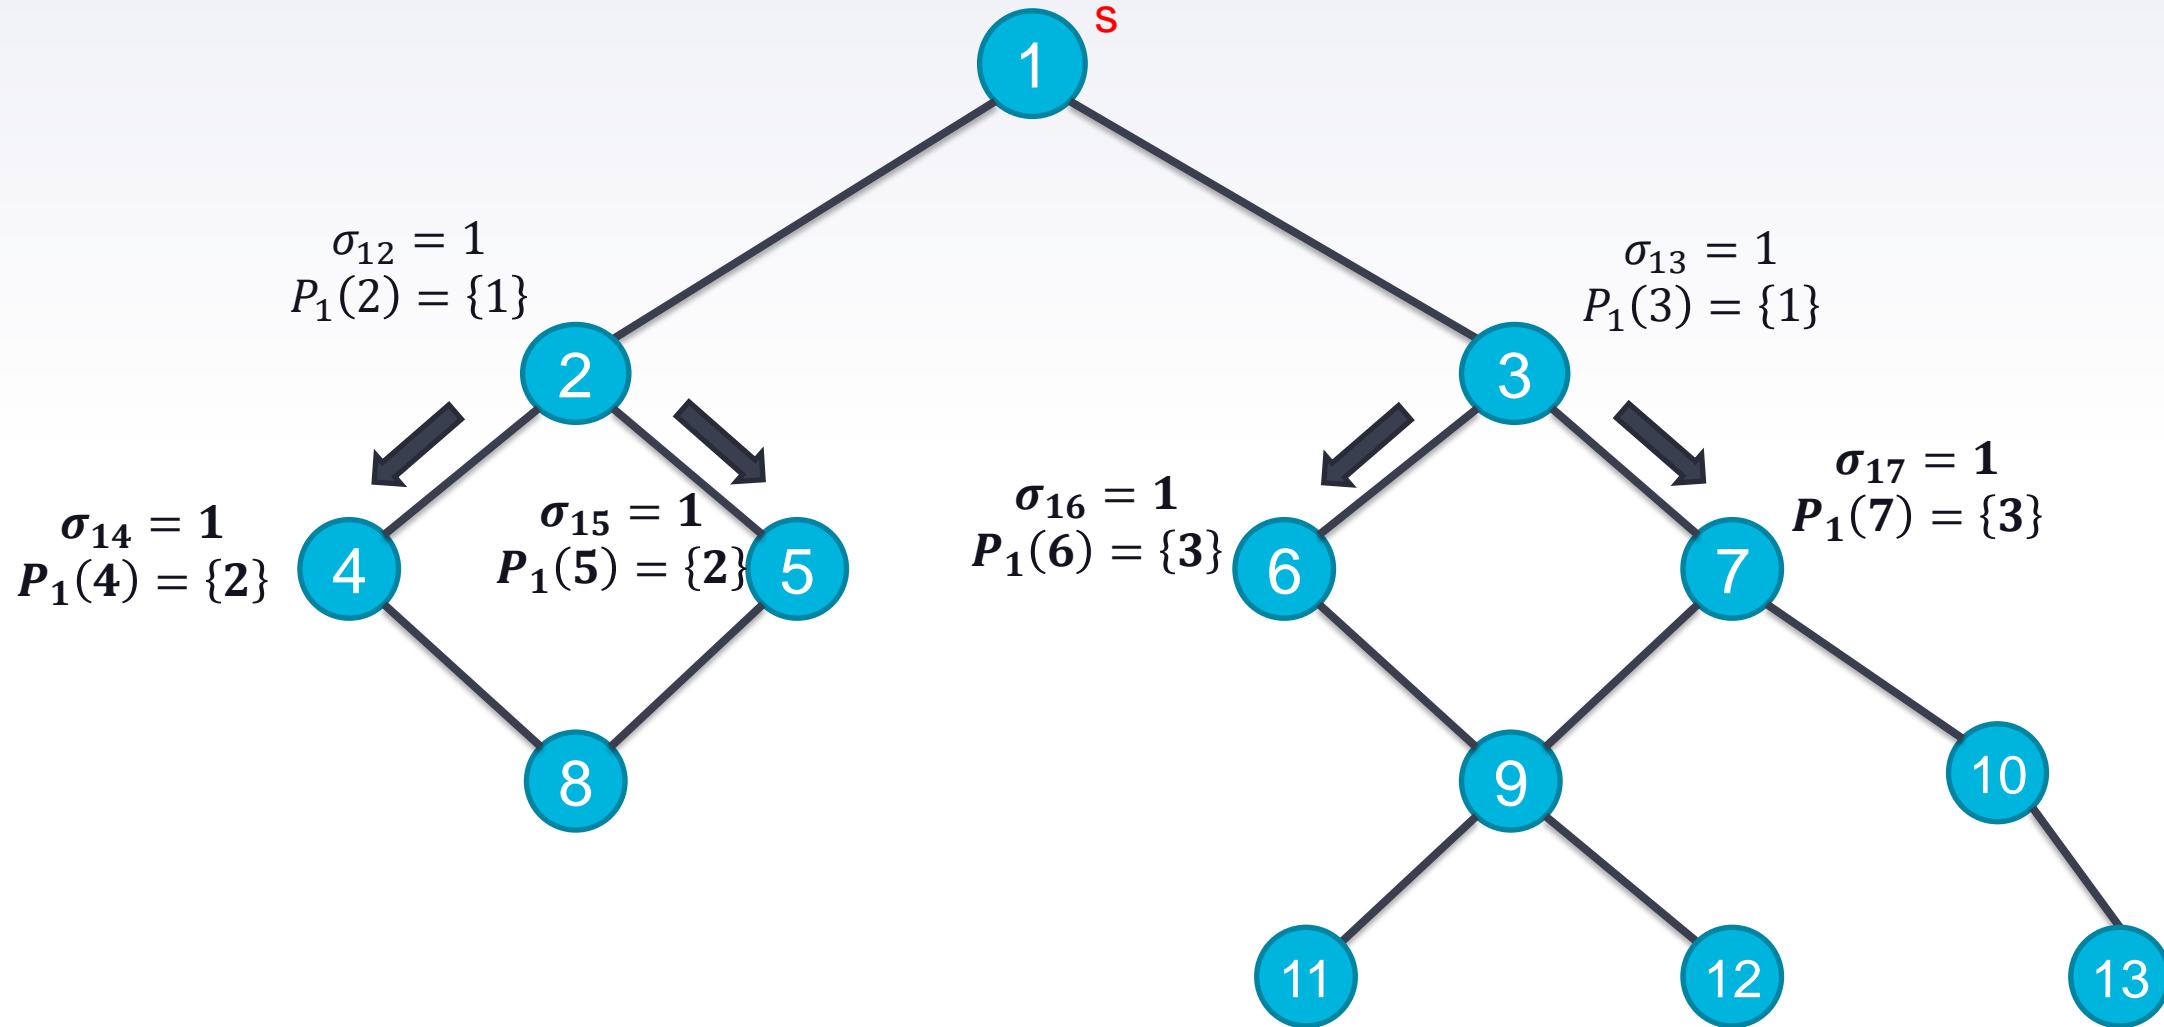 s
1
σ₁₂ = 1
P₁(2) = {1}
σ₁₃ = 1
P₁(3) = {1}
2
3
σ₁₄ = 1
P₁(4) = {2}
4
σ₁₅ = 1
P₁(5) = {2}
5
σ₁₆ = 1
P₁(6) = {3}
6
7
σ₁₇ = 1
P₁(7) = {3}
8
9
10
11
12
13